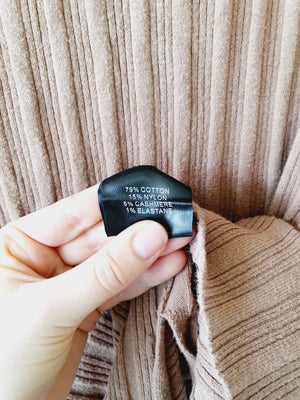 79% COTTON
15% NYLON
5% CASHMERE
1% ELASTANE